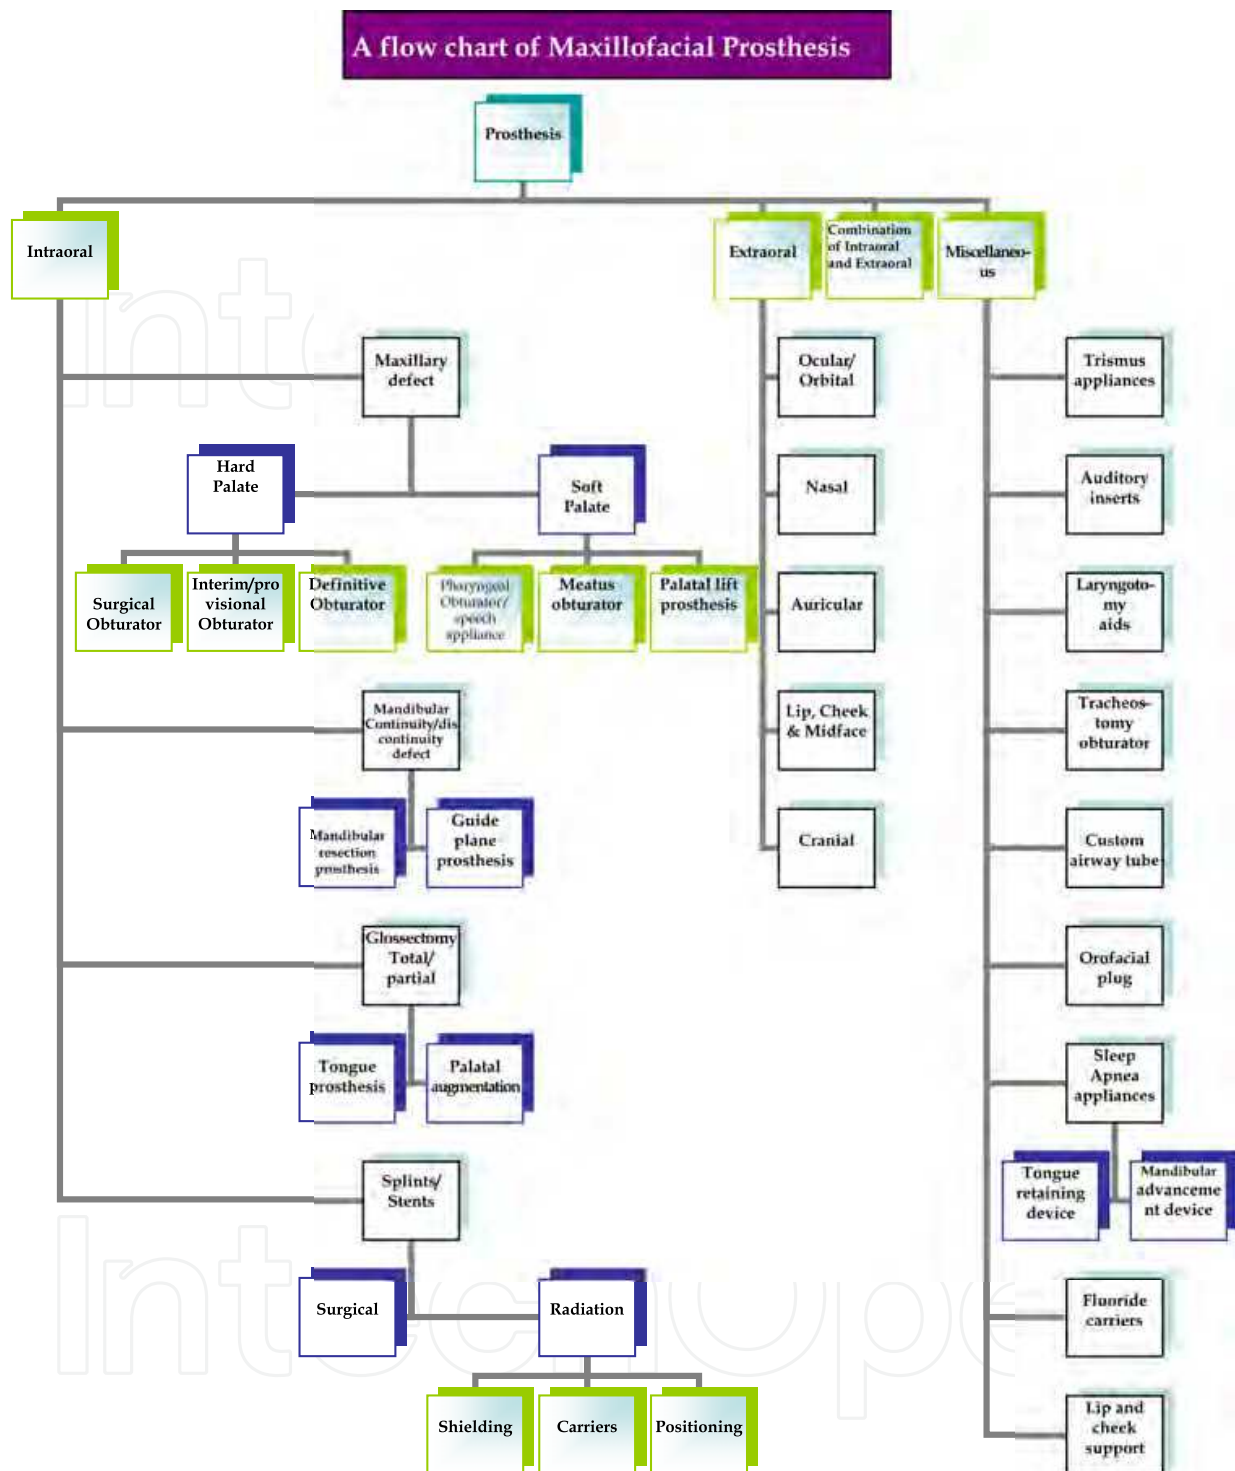 A flow chart of Maxillofacial Prosthesis
Prosthesis
Intraoral
Extraoral
Combination
of Intraoral
and Extraoral
Miscellaneo-
us
Maxillary
defect
Ocular/
Orbital
Trismus
appliances
Hard
Palate
Soft
Palate
Nasal
Auditory
inserts
Surgical
Obturator
Interim/pro
visional
Obturator
Definitive
Obturator
Pharyngeal
Obturator/
speech
appliance
Meatus
obturator
Palatal lift
prosthesis
Auricular
Laryngoto-
my
aids
Mandibular
Continuity/dis
continuity
defect
Lip, Cheek
& Midface
Tracheos-
tomy
obturator
Mandibular
resection
prosthesis
Guide
plane
prosthesis
Cranial
Custom
airway tube
Glossectomy
Total/
partial
Orofacial
plug
Tongue
prosthesis
Palatal
augmentation
Sleep
Apnea
appliances
Splints/
Stents
Tongue
retaining
device
Mandibular
advanceme
nt device
Surgical
Radiation
Fluoride
carriers
Shielding
Carriers
Positioning
Lip and
cheek
support